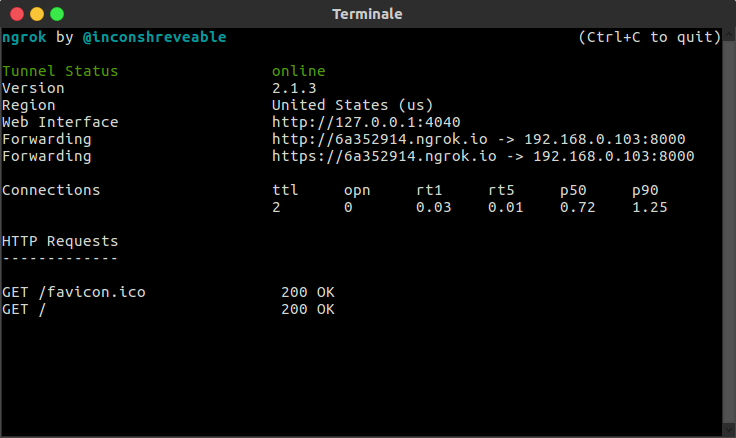 Terminale
ngrok by @inconshreveable (Ctrl+C to quit)
Tunnel Status online
Version 2.1.3
Region United States (us)
Web Interface http://127.0.0.1:4040
Forwarding http://6a352914.ngrok.io -> 192.168.0.103:8000
Forwarding https://6a352914.ngrok.io -> 192.168.0.103:8000
Connections ttl opn rt1 rt5 p50 p90
2 0 0.03 0.01 0.72 1.25
HTTP Requests
-------------
GET /favicon.ico 200 OK
GET / 200 OK